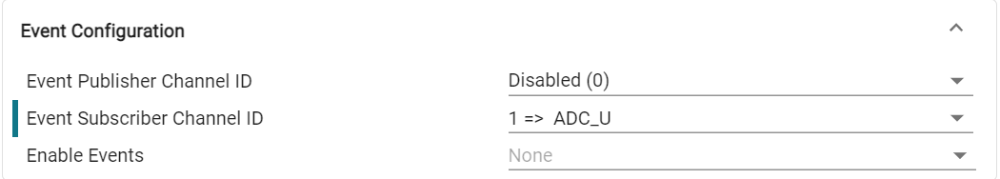 Event Configuration
Event Publisher Channel ID Disabled (0)
Event Subscriber Channel ID 1 => ADC_U
Enable Events None